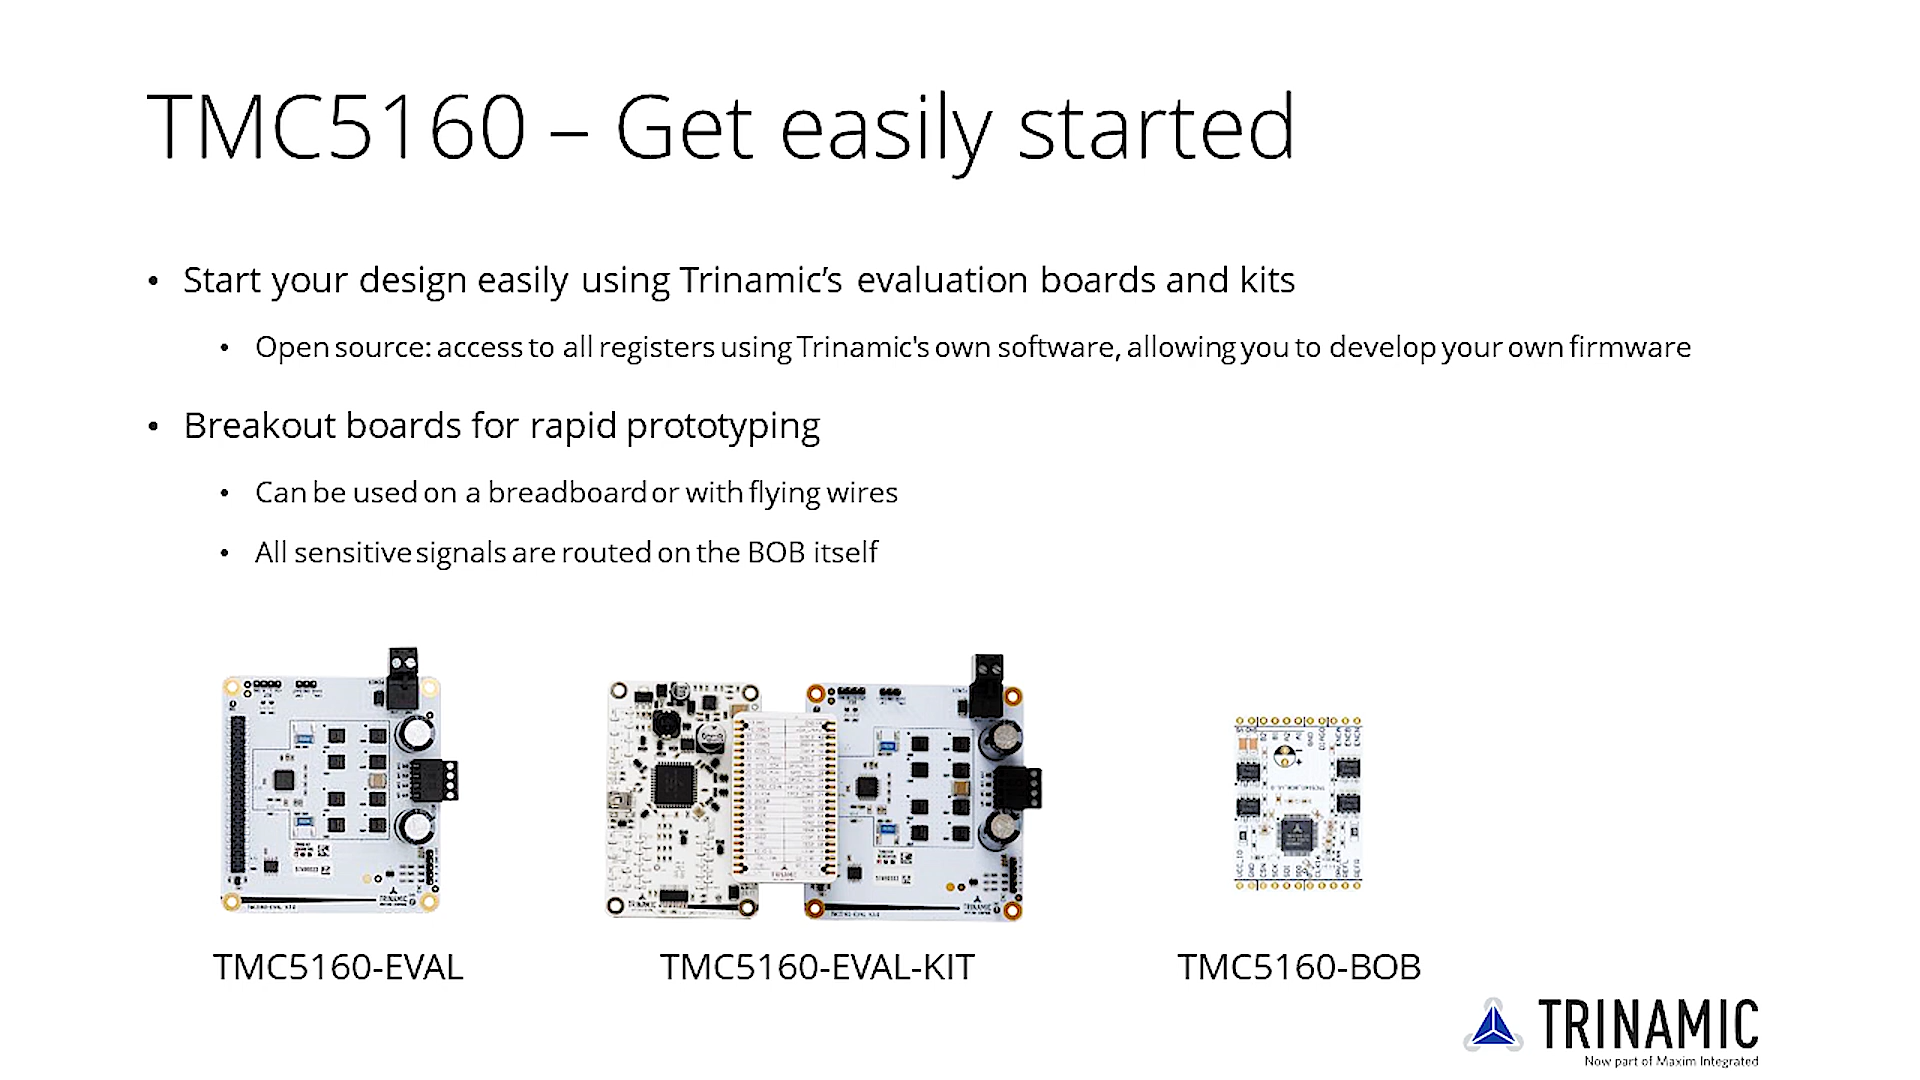 TMC5160 – Get easily started
• Start your design easily using Trinamic’s evaluation boards and kits
• Open source: access to all registers using Trinamic's own software, allowing you to develop your own firmware
• Breakout boards for rapid prototyping
• Can be used on a breadboard or with flying wires
• All sensitive signals are routed on the BOB itself
TMC5160-EVAL
TMC5160-EVAL-KIT
TMC5160-BOB
TRINAMIC
Now part of Maxim Integrated